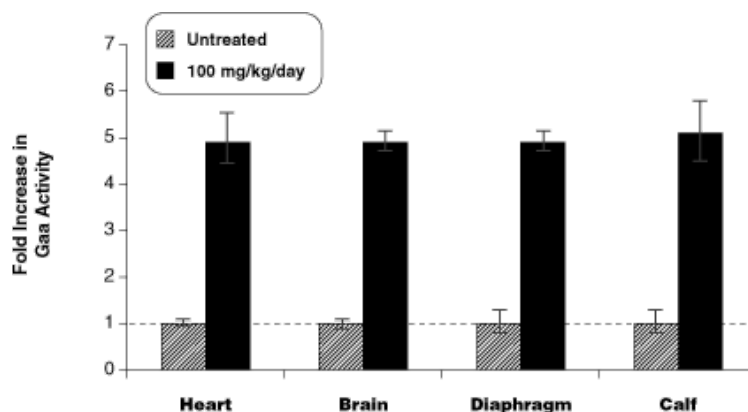 Untreated
100 mg/kg/day
Fold Increase in
Gaa Activity
7
6
5
4
3
2
1
0
Heart Brain Diaphragm Calf